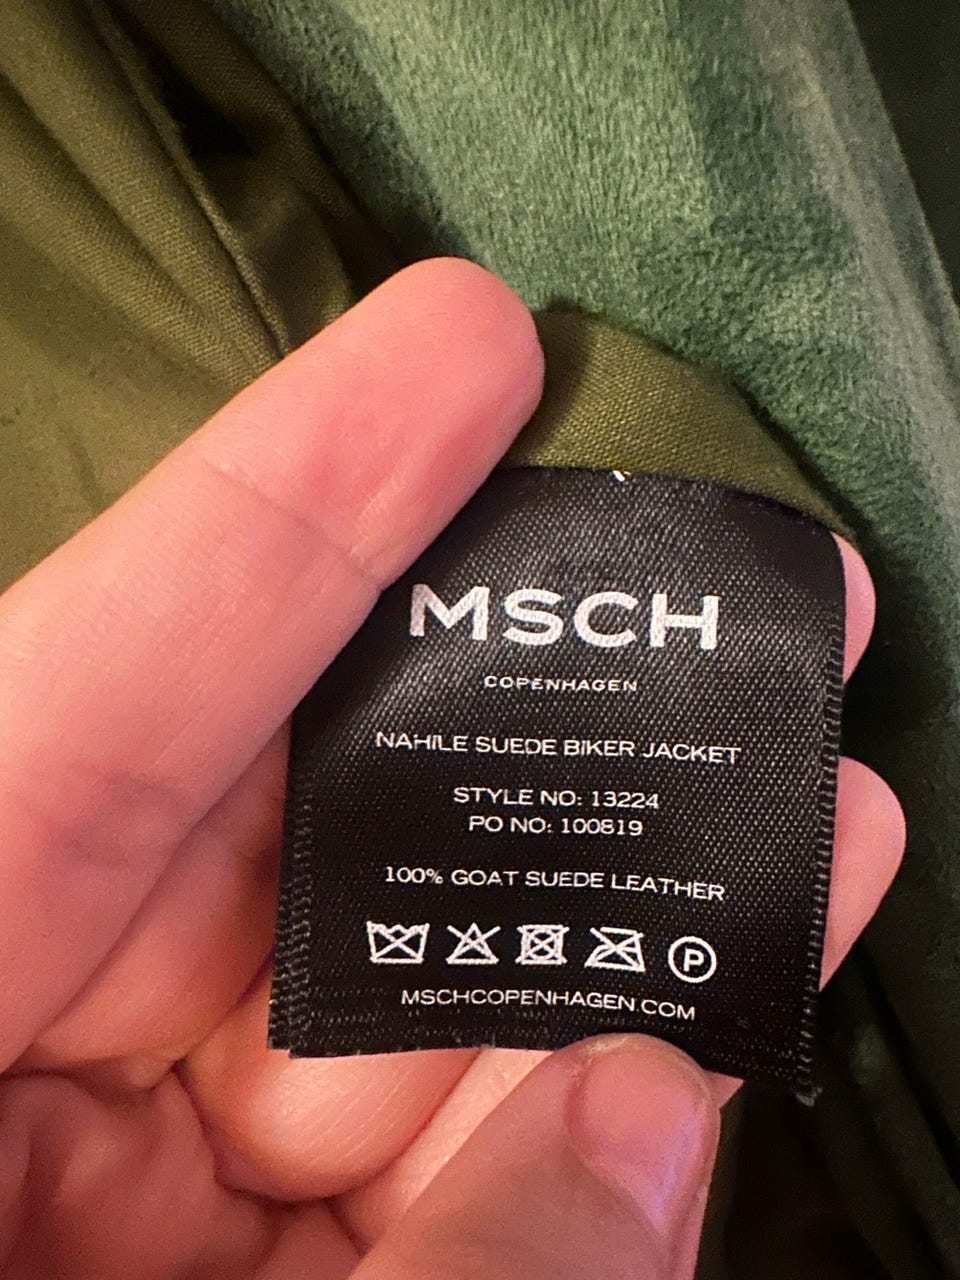 MSCH
COPENHAGEN
NAHILE SUEDE BIKER JACKET
STYLE NO: 13224
PO NO: 100819
100% GOAT SUEDE LEATHER
P
MSCHCOPENHAGEN.COM